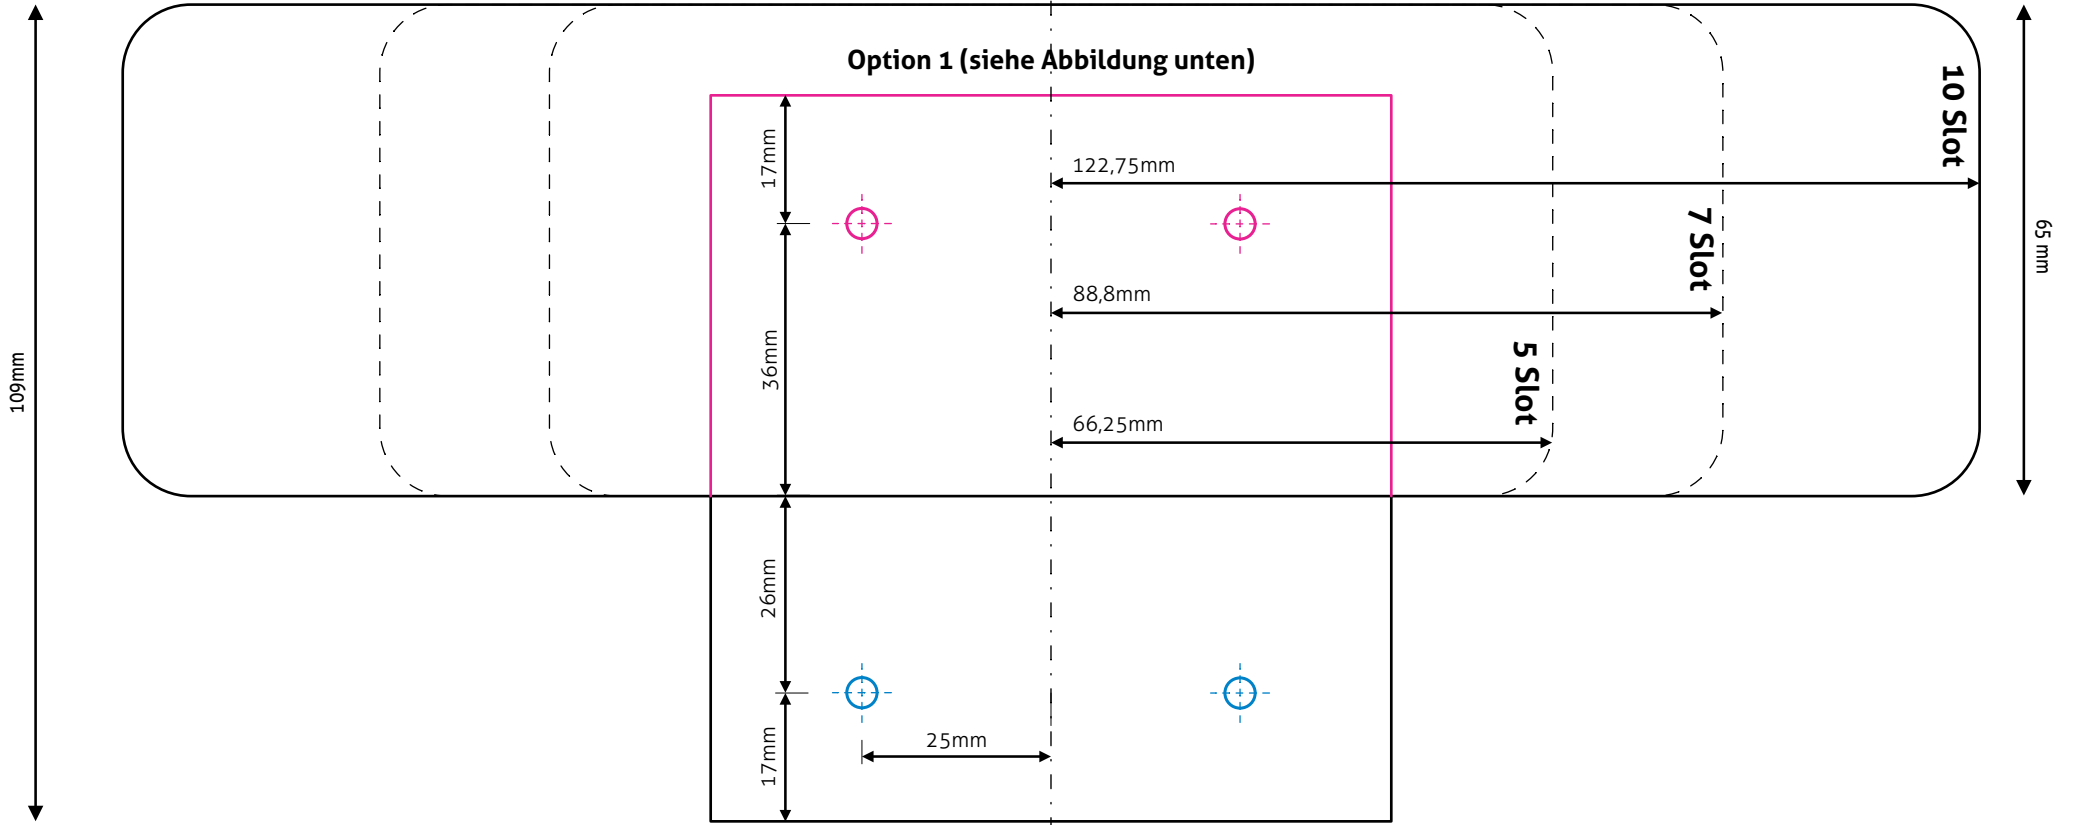 Option 1 (siehe Abbildung unten)
10 Slot
17mm
122,75mm
7 Slot
65 mm
88,8mm
36mm
5 Slot
109mm
66,25mm
26mm
25mm
17mm